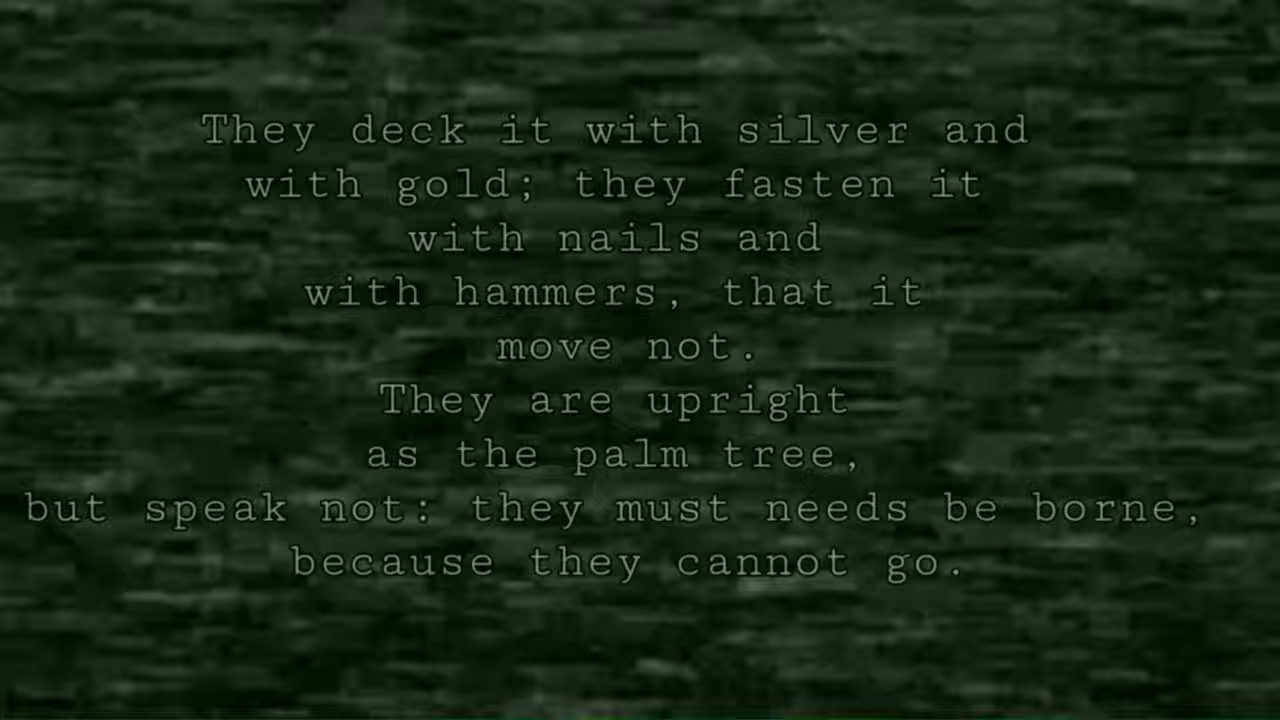 They deck it with silver and
with gold; they fasten it
with nails and
with hammers, that it
move not.
They are upright
as the palm tree,
but speak not: they must needs be borne,
because they cannot go.